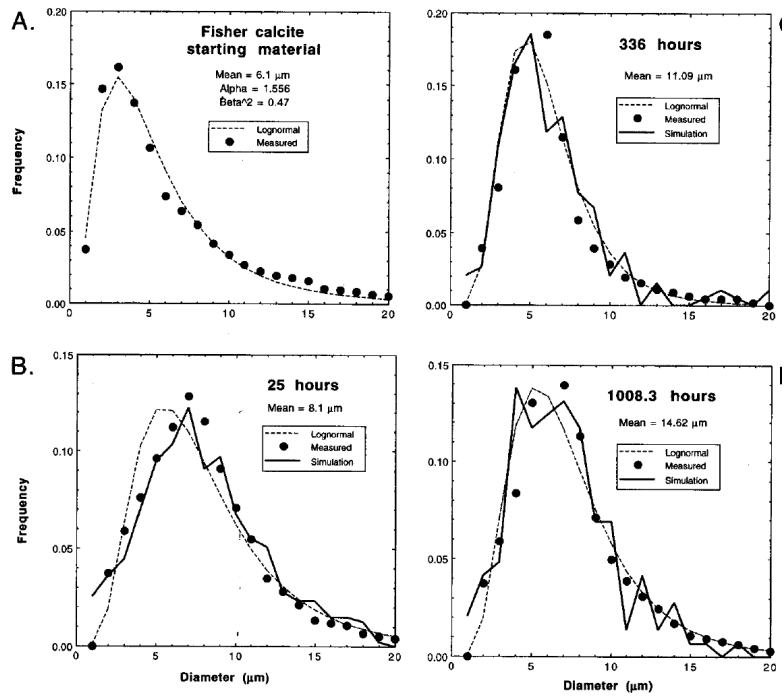 A.
Fisher calcite
starting material
Mean = 6.1 µm
Alpha = 1.556
Beta^2 = 0.47
Lognormal
Measured
Frequency
0.20
0.15
0.10
0.05
0.00
0
5
10
15
20
336 hours
Mean = 11.09 µm
Lognormal
Measured
Simulation
0.20
0.15
0.10
0.05
0.00
0
5
10
15
20
B.
25 hours
Mean = 8.1 µm
Lognormal
Measured
Simulation
Frequency
0.15
0.10
0.05
0.00
0
5
10
15
20
Diameter (µm)
1008.3 hours
Mean = 14.62 µm
Lognormal
Measured
Simulation
0.15
0.10
0.05
0.00
0
5
10
15
20
Diameter (µm)